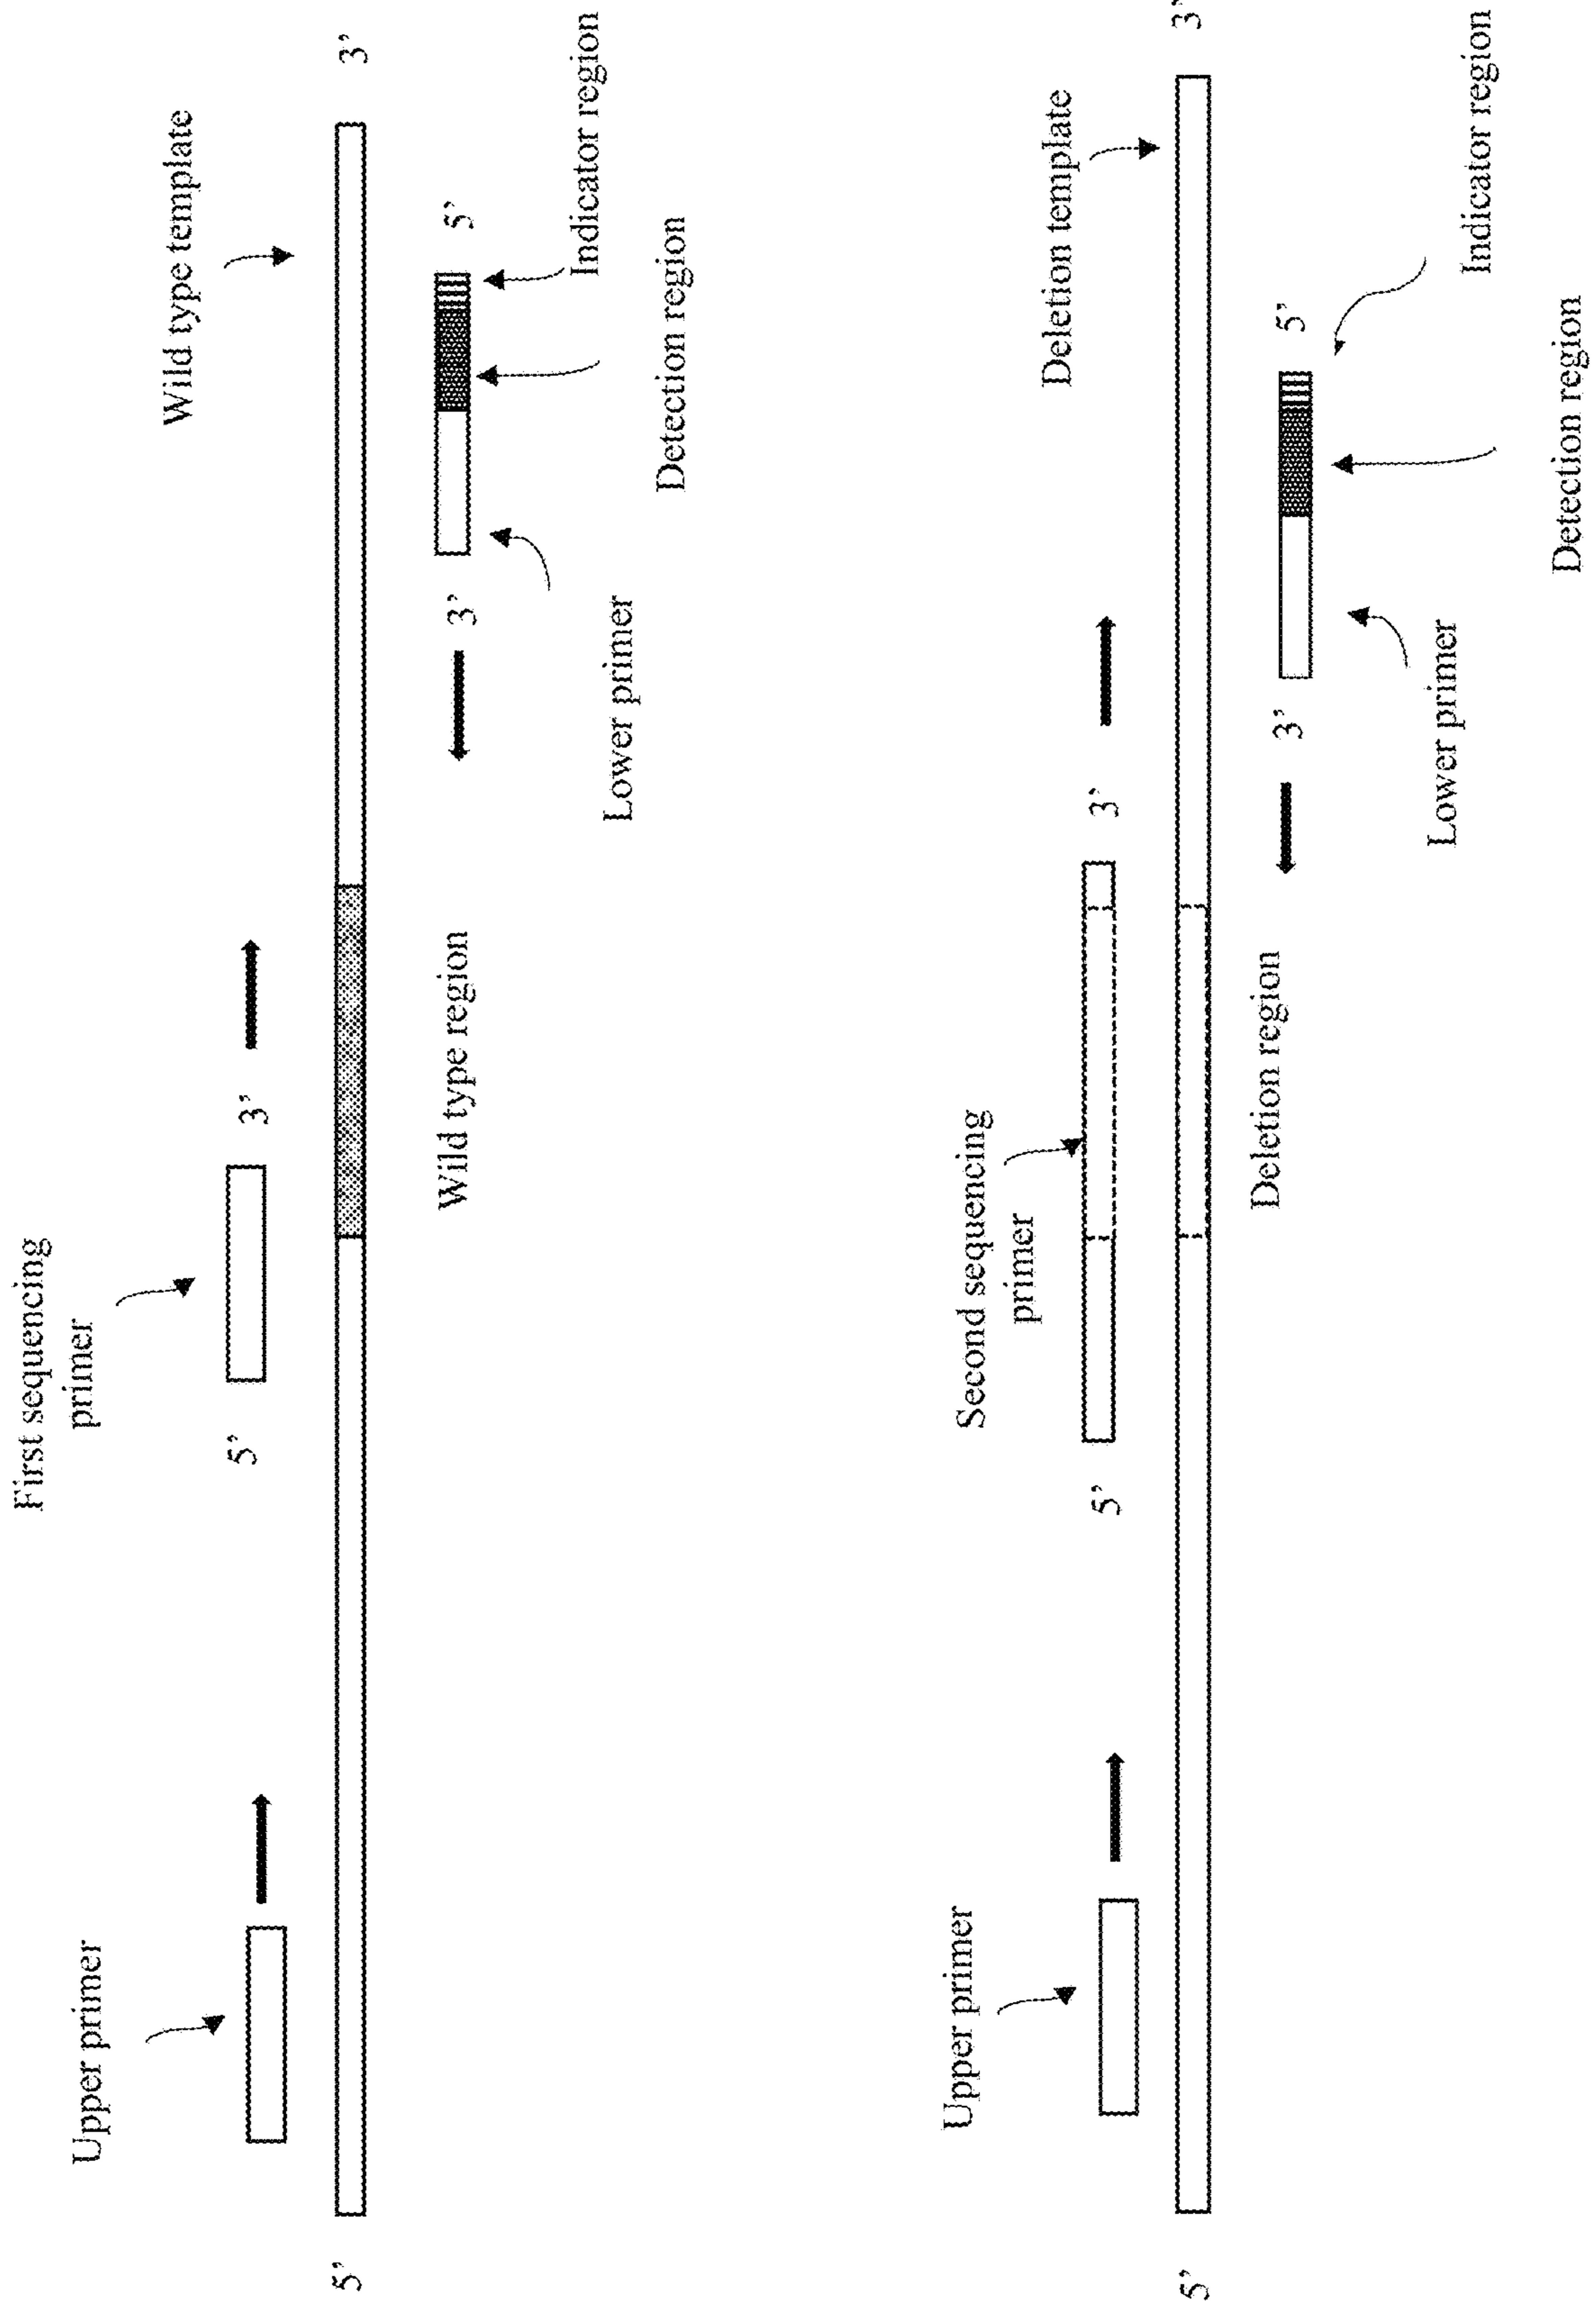 First sequencing
primer
Upper primer
5'
3'
Wild type template
5'
3'
Wild type region
3'
5'
Lower primer
Detection region
Indicator region
Second sequencing
primer
Upper primer
5'
3'
Deletion template
5'
3'
Deletion region
3'
5'
Lower primer
Detection region
Indicator region